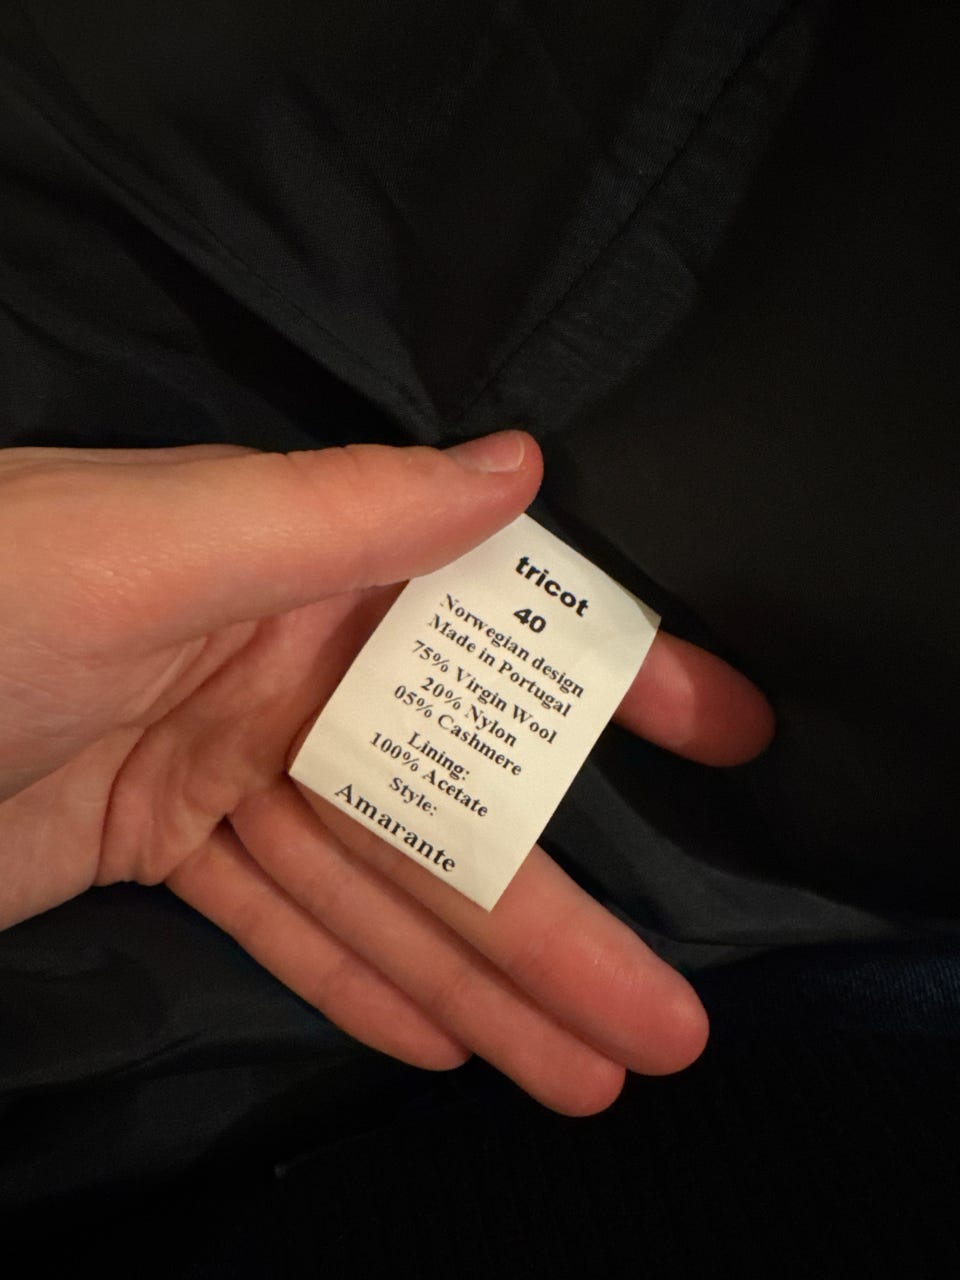 tricot
40
Norwegian design
Made in Portugal
75% Virgin Wool
20% Nylon
05% Cashmere
Lining:
100% Acetate
Style:
Amarante